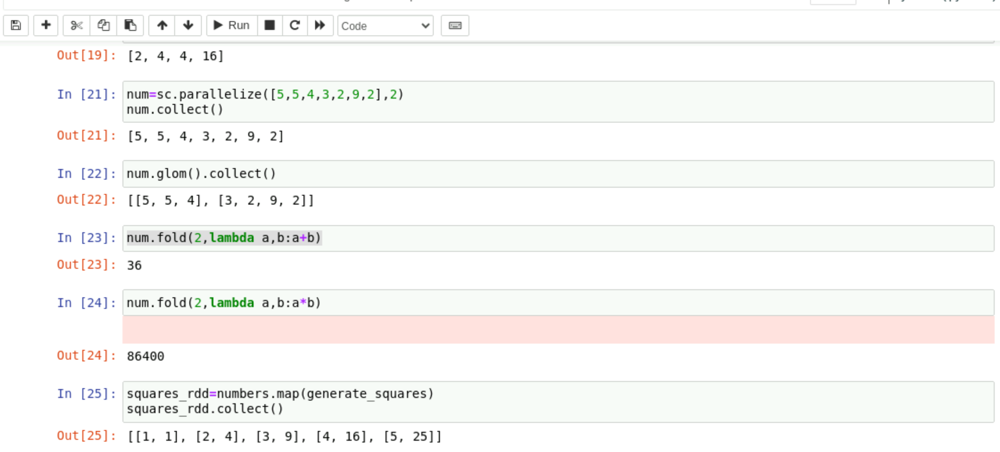 Run Code
Out[19]: [2, 4, 4, 16]
In [21]: num=sc.parallelize([5,5,4,3,2,9,2],2)
num.collect()
Out[21]: [5, 5, 4, 3, 2, 9, 2]
In [22]: num.glom().collect()
Out[22]: [[5, 5, 4], [3, 2, 9, 2]]
In [23]: num.fold(2,lambda a,b:a+b)
Out[23]: 36
In [24]: num.fold(2,lambda a,b:a*b)
Out[24]: 86400
In [25]: squares_rdd=numbers.map(generate_squares)
squares_rdd.collect()
Out[25]: [[1, 1], [2, 4], [3, 9], [4, 16], [5, 25]]